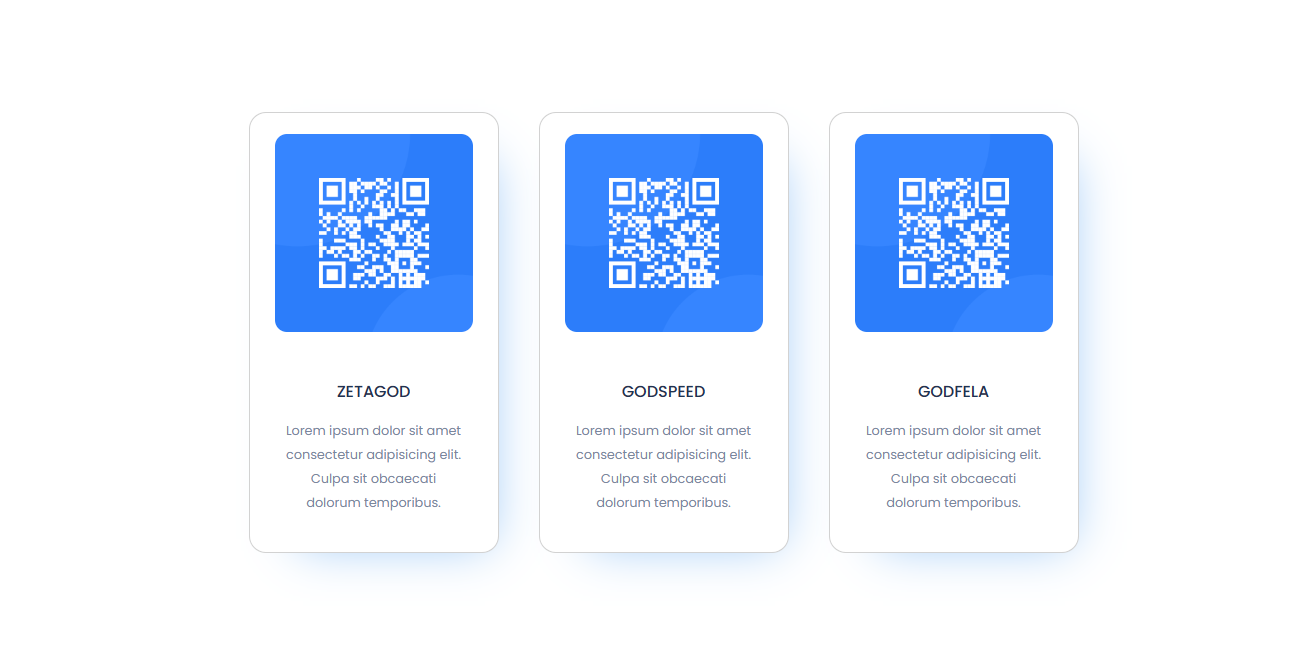 ZETAGOD
Lorem ipsum dolor sit amet
consectetur adipisicing elit.
Culpa sit obcaecati
dolorum temporibus.
GODSPEED
Lorem ipsum dolor sit amet
consectetur adipisicing elit.
Culpa sit obcaecati
dolorum temporibus.
GODFELA
Lorem ipsum dolor sit amet
consectetur adipisicing elit.
Culpa sit obcaecati
dolorum temporibus.